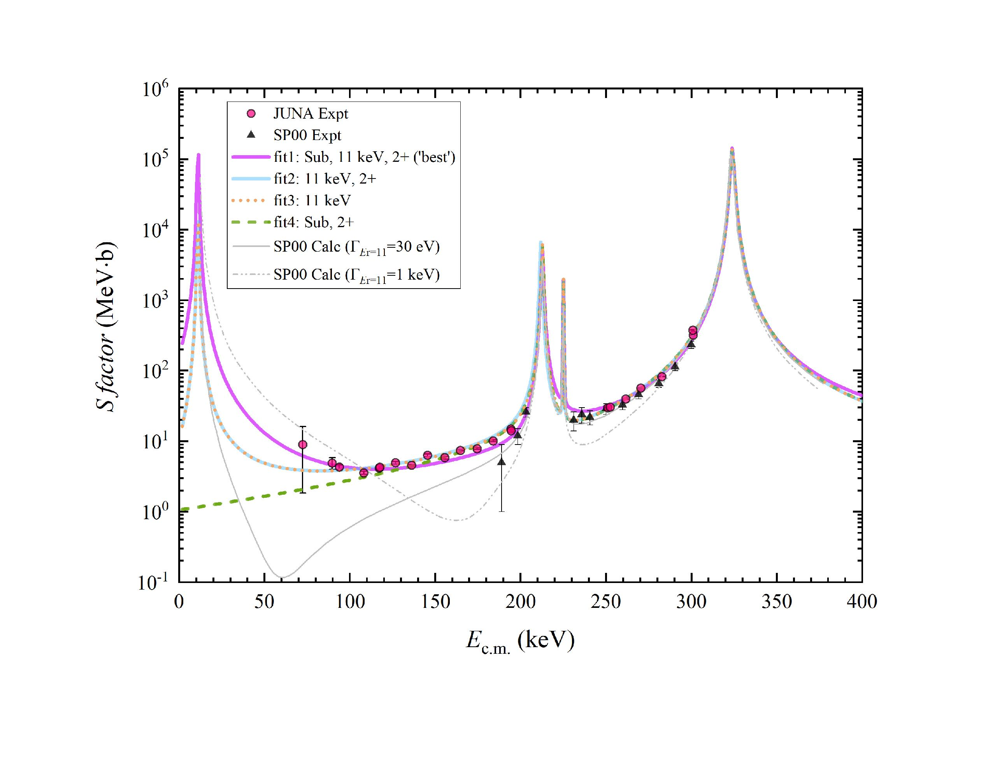 10^6
10^5
10^4
10^3
10^2
10^1
10^0
10^-1
S factor (MeV·b)
JUNA Expt
SP00 Expt
fit1: Sub, 11 keV, 2+ ('best')
fit2: 11 keV, 2+
fit3: 11 keV
fit4: Sub, 2+
SP00 Calc (Γ_Er=11=30 eV)
SP00 Calc (Γ_Er=11=1 keV)
0 50 100 150 200 250 300 350 400
E_c.m. (keV)